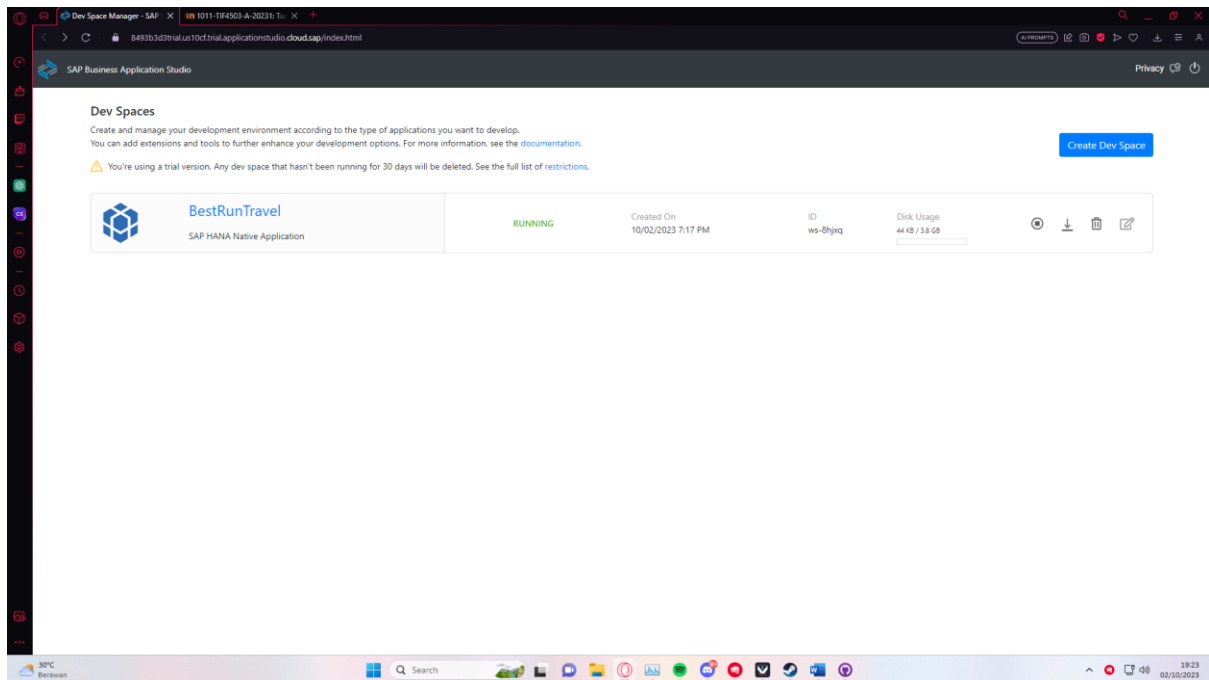 Dev Space Manager - SAP
1011-TIF4503-A-20231: Tu
8493b3d3trial.us10cf.trial.applicationstudio.cloud.sap/index.html
AI PROMPTS
SAP Business Application Studio
Privacy
Dev Spaces
Create and manage your development environment according to the type of applications you want to develop.
You can add extensions and tools to further enhance your development options. For more information. see the documentation.
Create Dev Space
You're using a trial version. Any dev space that hasn't been running for 30 days will be deleted. See the full list of restrictions.
BestRunTravel
SAP HANA Native Application
RUNNING
Created On
10/02/2023 7:17 PM
ID
ws-8hjxq
Disk Usage
44 KB / 3.8 GB
30°C
Berawan
Search
19:23
02/10/2023